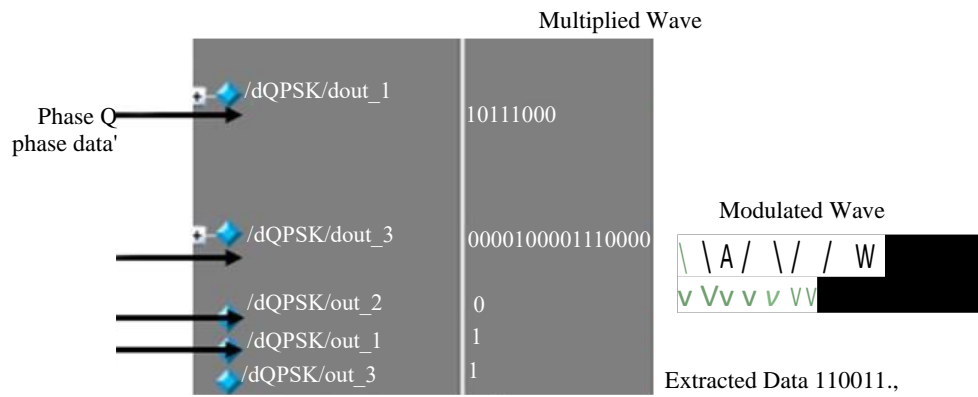 Multiplied Wave
/dQPSK/dout_1
10111000
Phase Q
phase data'
/dQPSK/dout_3
0000100001110000
Modulated Wave
\ \ A / \ / / W
v V v v v V V
/dQPSK/out_2
0
/dQPSK/out_1
1
/dQPSK/out_3
1
Extracted Data 110011.,